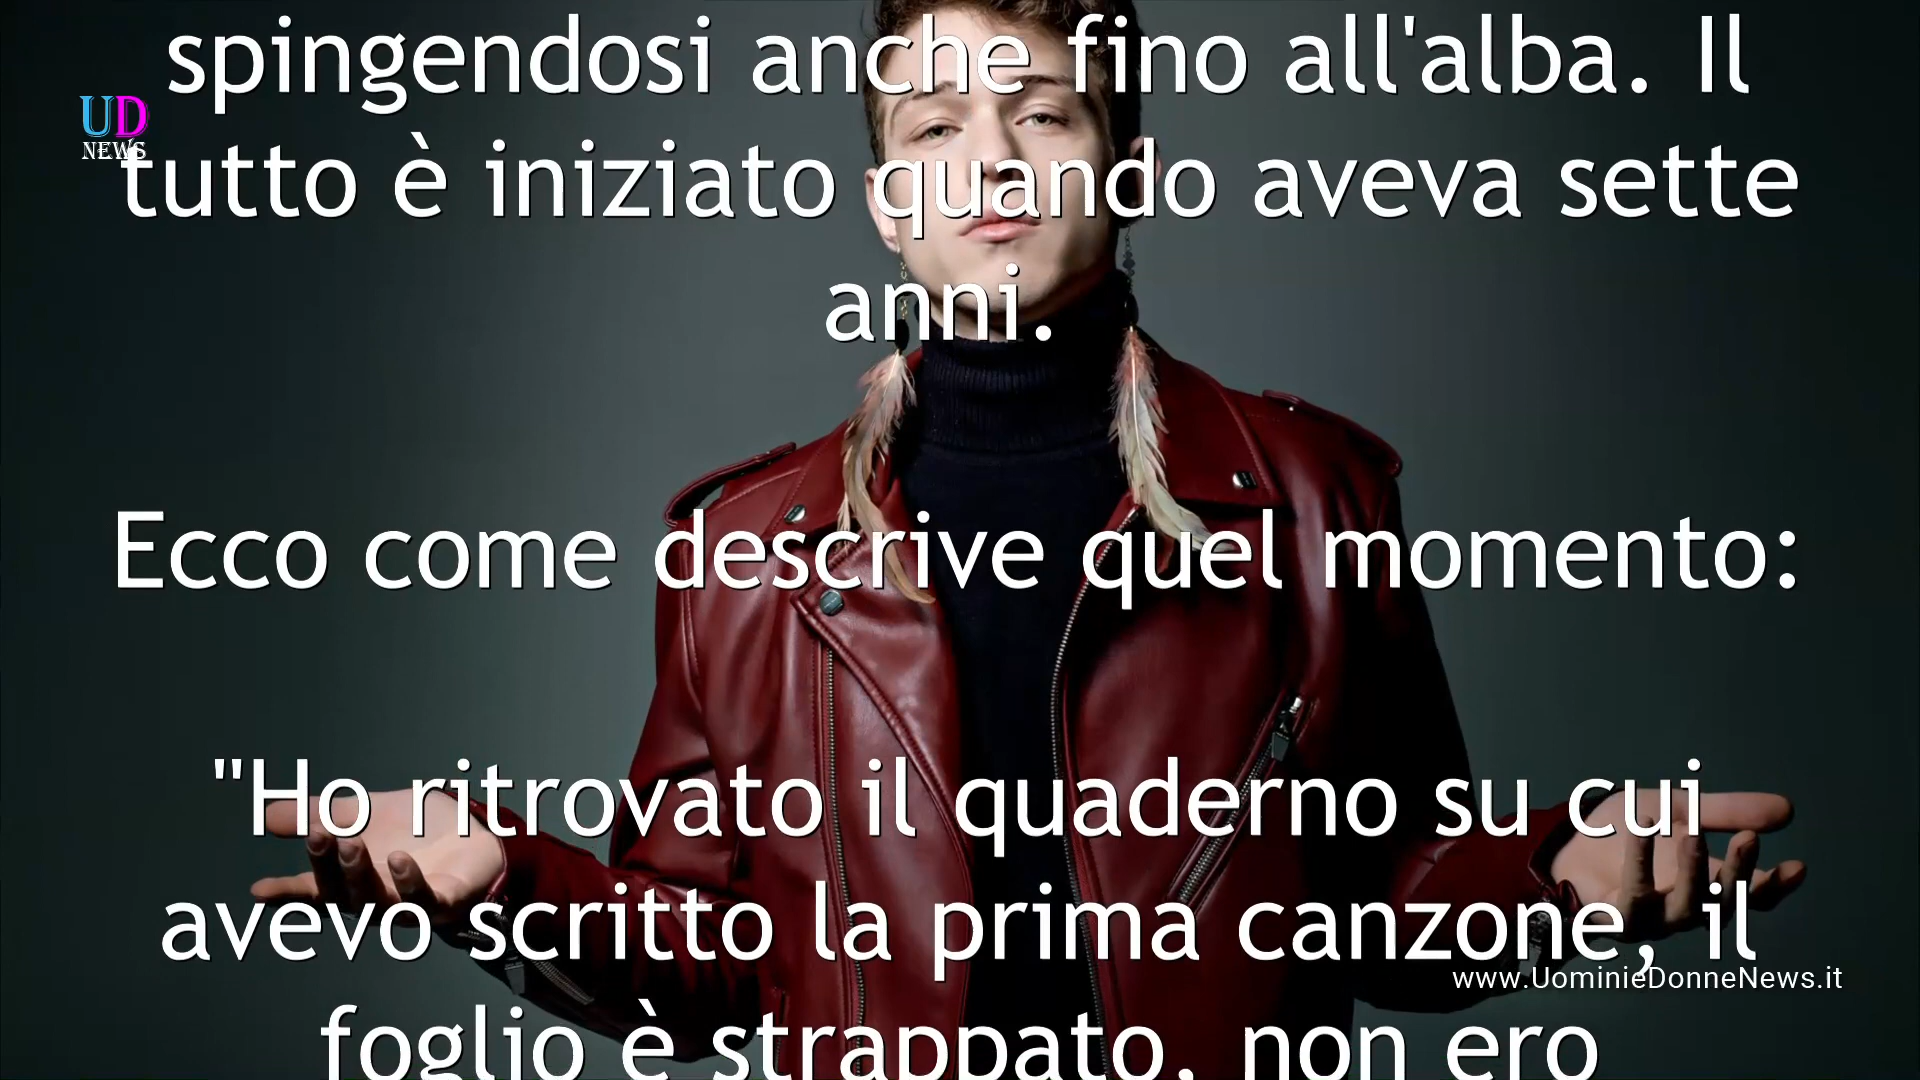 spingendosi anche fino all'alba. Il
UD
NEWS
tutto è iniziato quando aveva sette
anni.
Ecco come descrive quel momento:
"Ho ritrovato il quaderno su cui
avevo scritto la prima canzone, il
www.UominieDonneNews.it
foglio è strappato, non ero